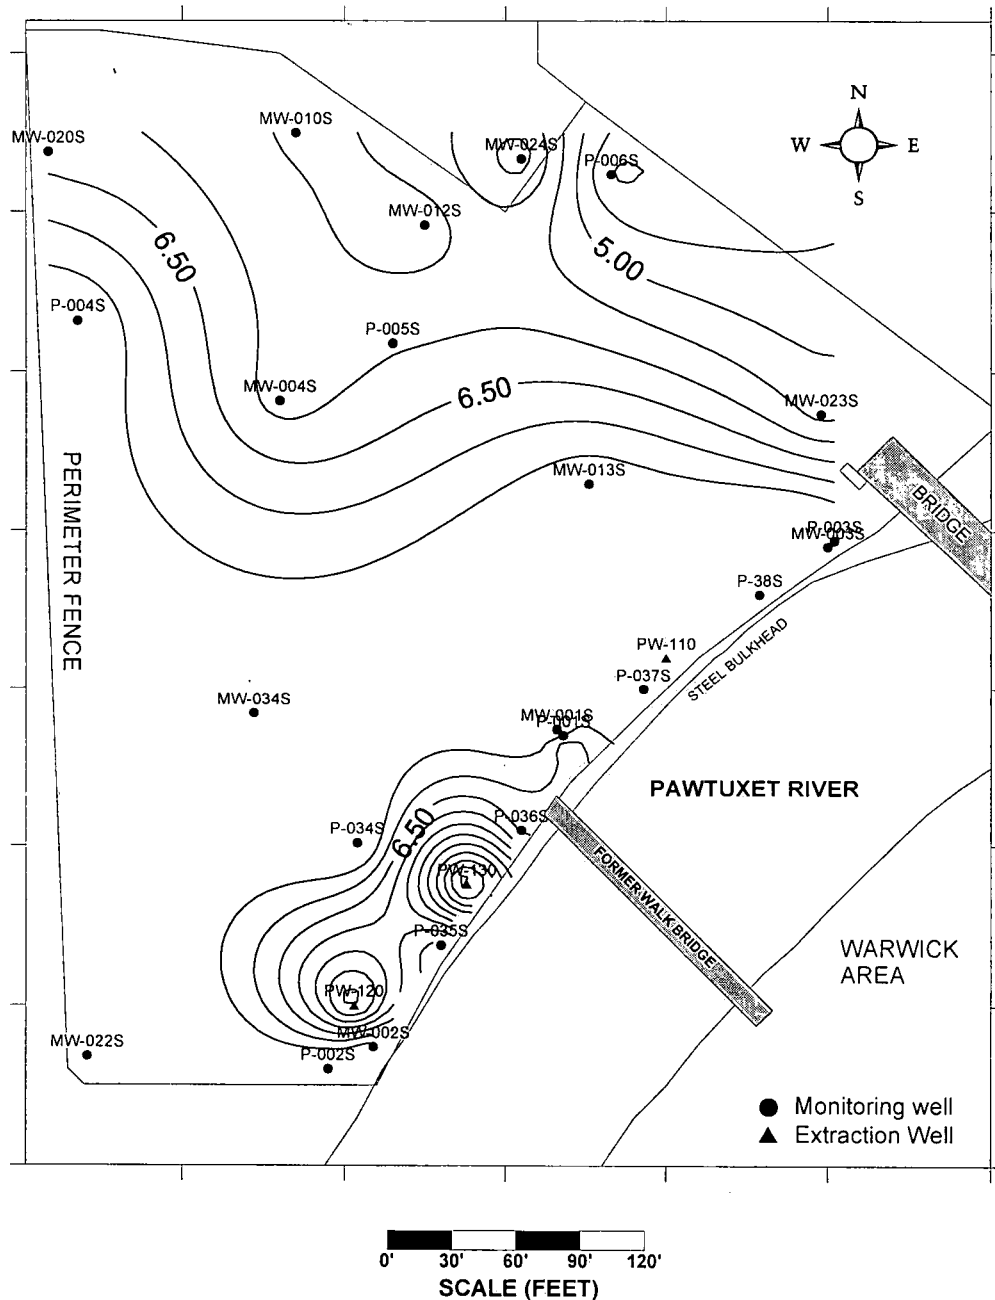 N
W E
S
MW-010S
MW-020S
MW-024S
P-006S
MW-012S
6.50
5.00
P-004S
P-005S
MW-004S
6.50
MW-023S
MW-013S
PERIMETER FENCE
BRIDGE
P-003S
MW-003S
P-38S
STEEL BULKHEAD
PW-110
P-037S
MW-034S
MW-001S
P-001S
PAWTUXET RIVER
6.50
P-036S
P-034S
PW-130
FORMER WALK BRIDGE
P-035S
WARWICK
AREA
PW-120
MW-002S
MW-022S
P-002S
Monitoring well
Extraction Well
0' 30' 60' 90' 120'
SCALE (FEET)